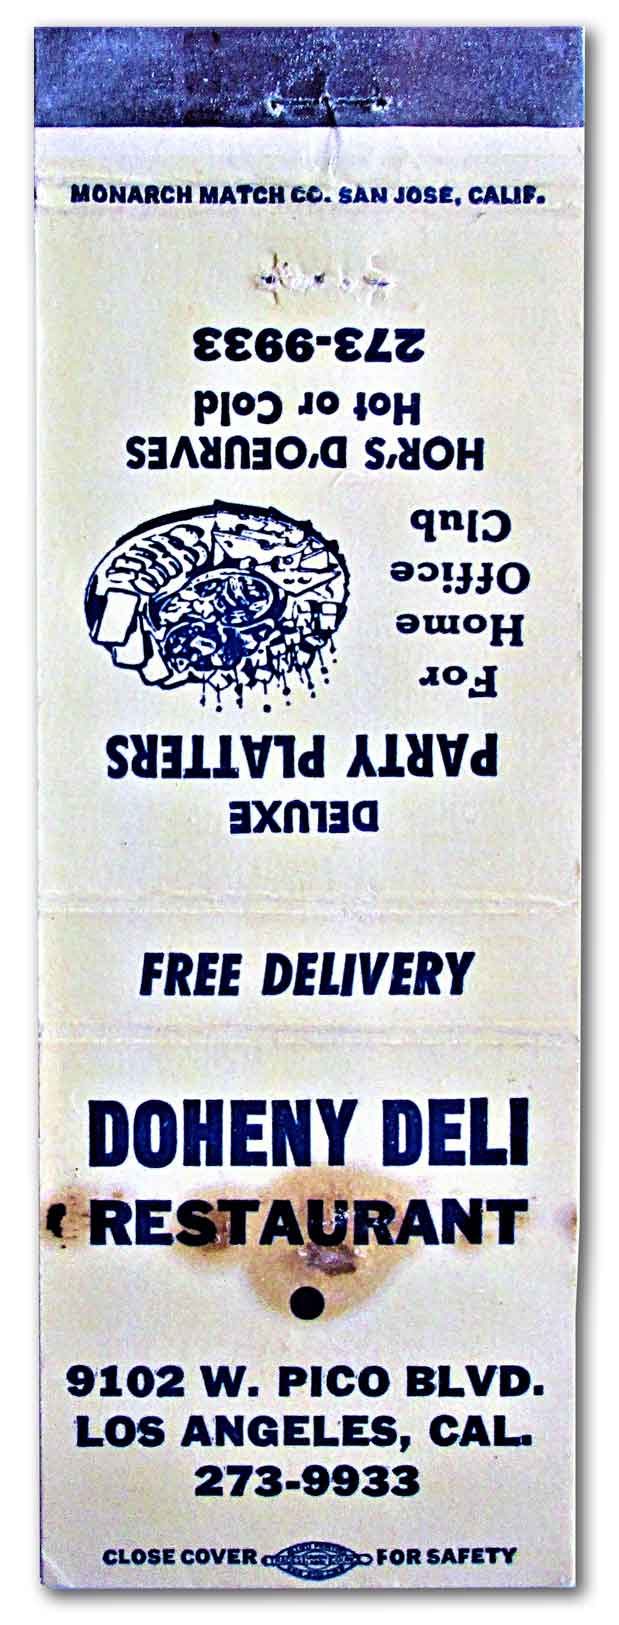 MONARCH MATCH CO. SAN JOSE, CALIF.
DELUXE
PARTY PLATTERS
For
Home
Office
Club
HOR'S D'OEURVES
Hot or Cold
273-9933
FREE DELIVERY
DOHENY DELI
RESTAURANT
9102 W. PICO BLVD.
LOS ANGELES, CAL.
273-9933
CLOSE COVER FOR SAFETY